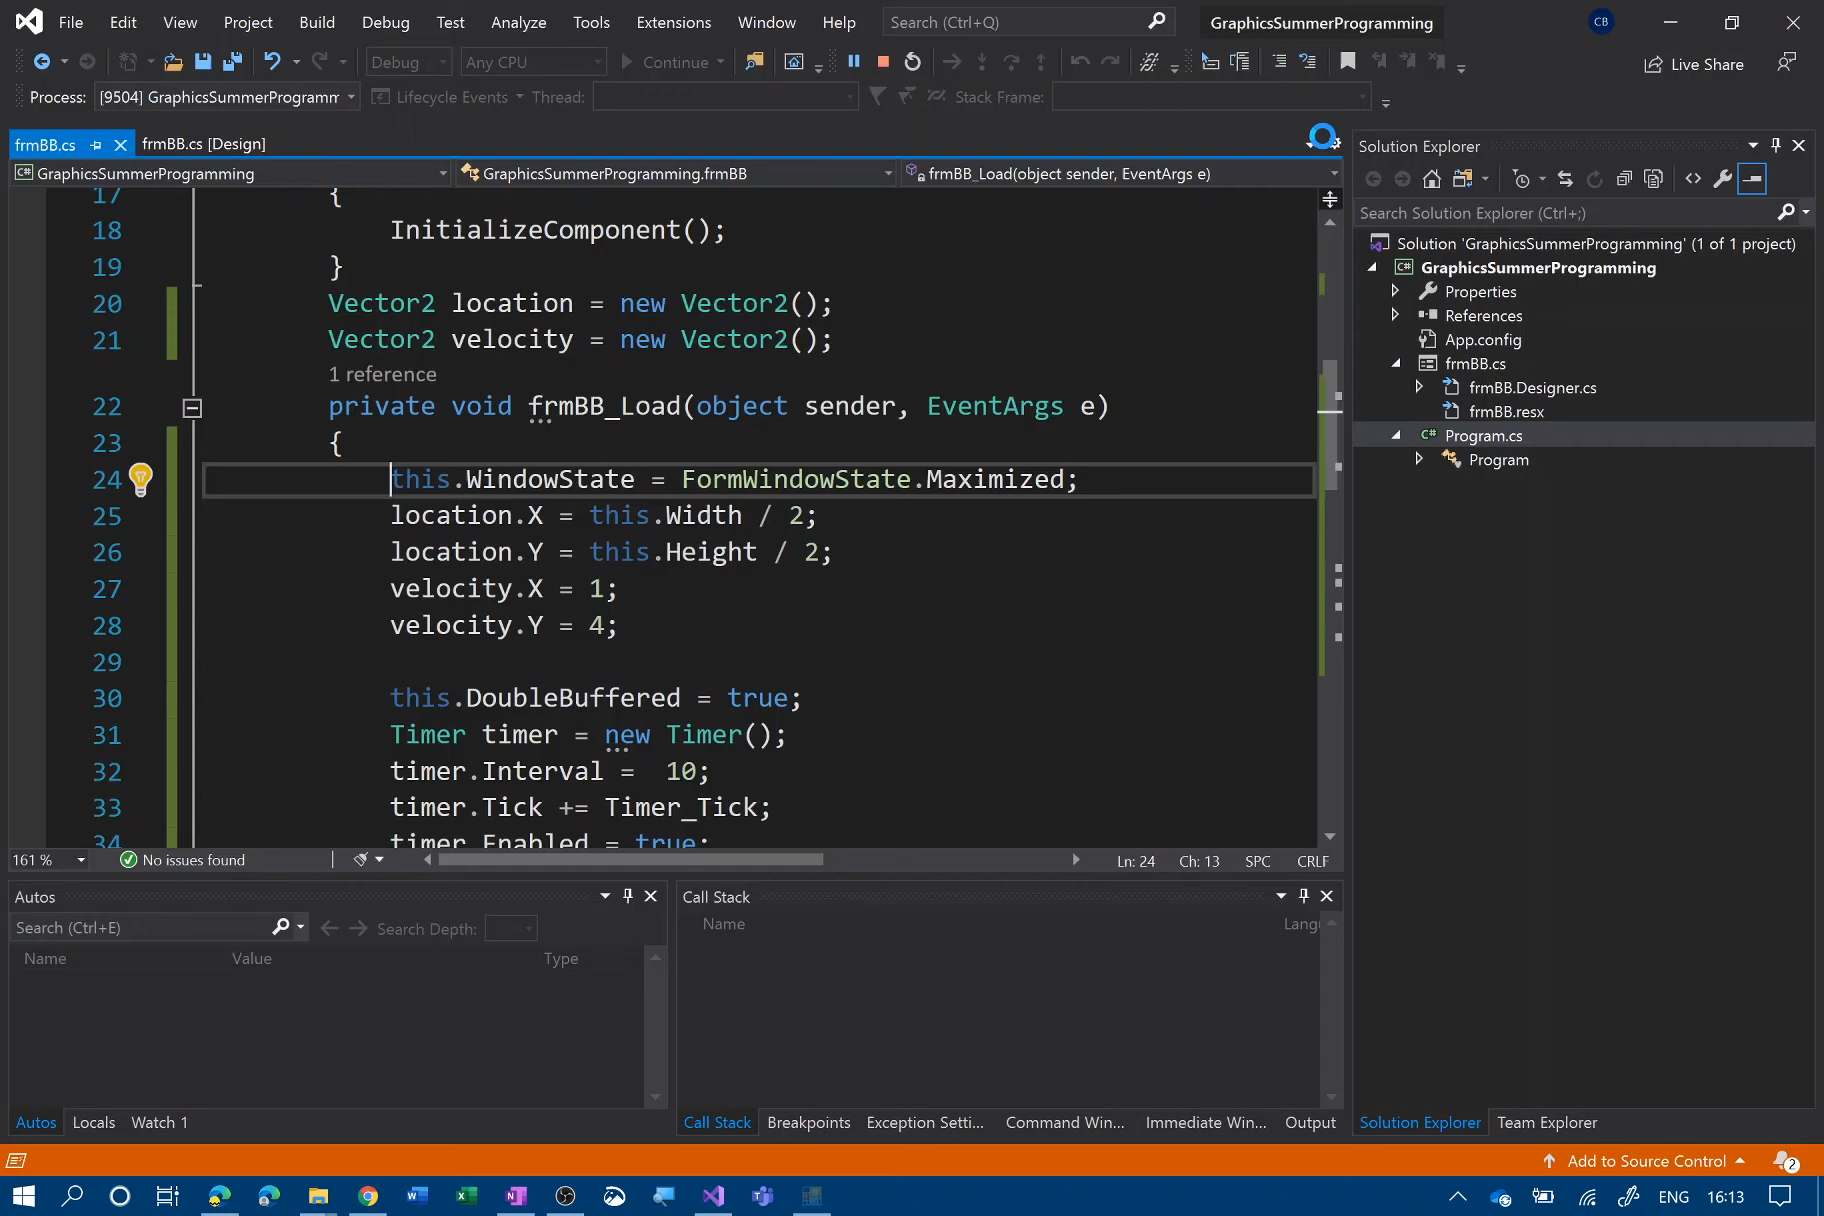 File Edit View Project Build Debug Test Analyze Tools Extensions Window Help Search (Ctrl+Q) GraphicsSummerProgramming CB
Debug Any CPU Continue Live Share
Process: [9504] GraphicsSummerProgramm Lifecycle Events Thread: Stack Frame:
frmBB.cs frmBB.cs [Design]
GraphicsSummerProgramming GraphicsSummerProgramming.frmBB frmBB_Load(object sender, EventArgs e)
17 {
18 InitializeComponent();
19 }
20 Vector2 location = new Vector2();
21 Vector2 velocity = new Vector2();
1 reference
22 private void frmBB_Load(object sender, EventArgs e)
23 {
24 this.WindowState = FormWindowState.Maximized;
25 location.X = this.Width / 2;
26 location.Y = this.Height / 2;
27 velocity.X = 1;
28 velocity.Y = 4;
29
30 this.DoubleBuffered = true;
31 Timer timer = new Timer();
32 timer.Interval =  10;
33 timer.Tick += Timer_Tick;
34 timer.Enabled = true;
161 % No issues found Ln: 24 Ch: 13 SPC CRLF
Autos
Search (Ctrl+E) Search Depth:
Name Value Type
Autos Locals Watch 1
Call Stack
Name Langu
Call Stack Breakpoints Exception Setti... Command Win... Immediate Win... Output
Solution Explorer
Search Solution Explorer (Ctrl+;)
Solution 'GraphicsSummerProgramming' (1 of 1 project)
C# GraphicsSummerProgramming
Properties
References
App.config
frmBB.cs
frmBB.Designer.cs
frmBB.resx
C# Program.cs
Program
Solution Explorer Team Explorer
Add to Source Control 2
ENG 16:13